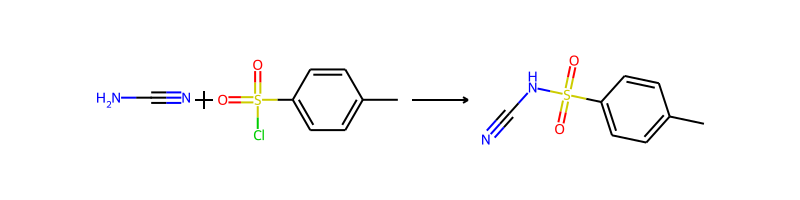 H₂N N + O O S Cl → N H N S O O